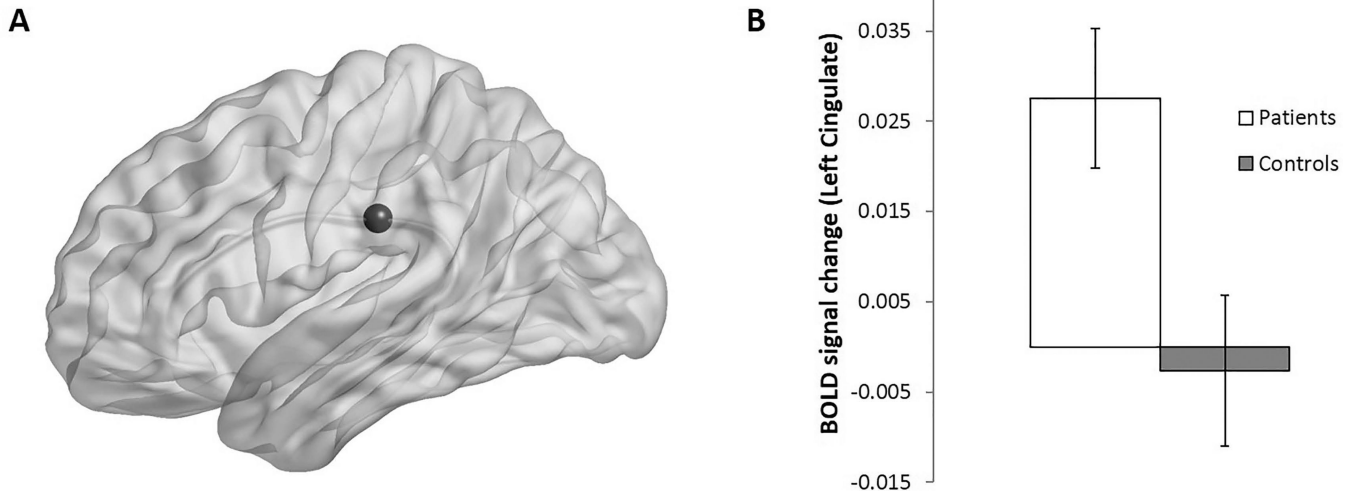 A
B
BOLD signal change (Left Cingulate)
0.035
0.025
0.015
0.005
-0.005
-0.015
Patients
Controls